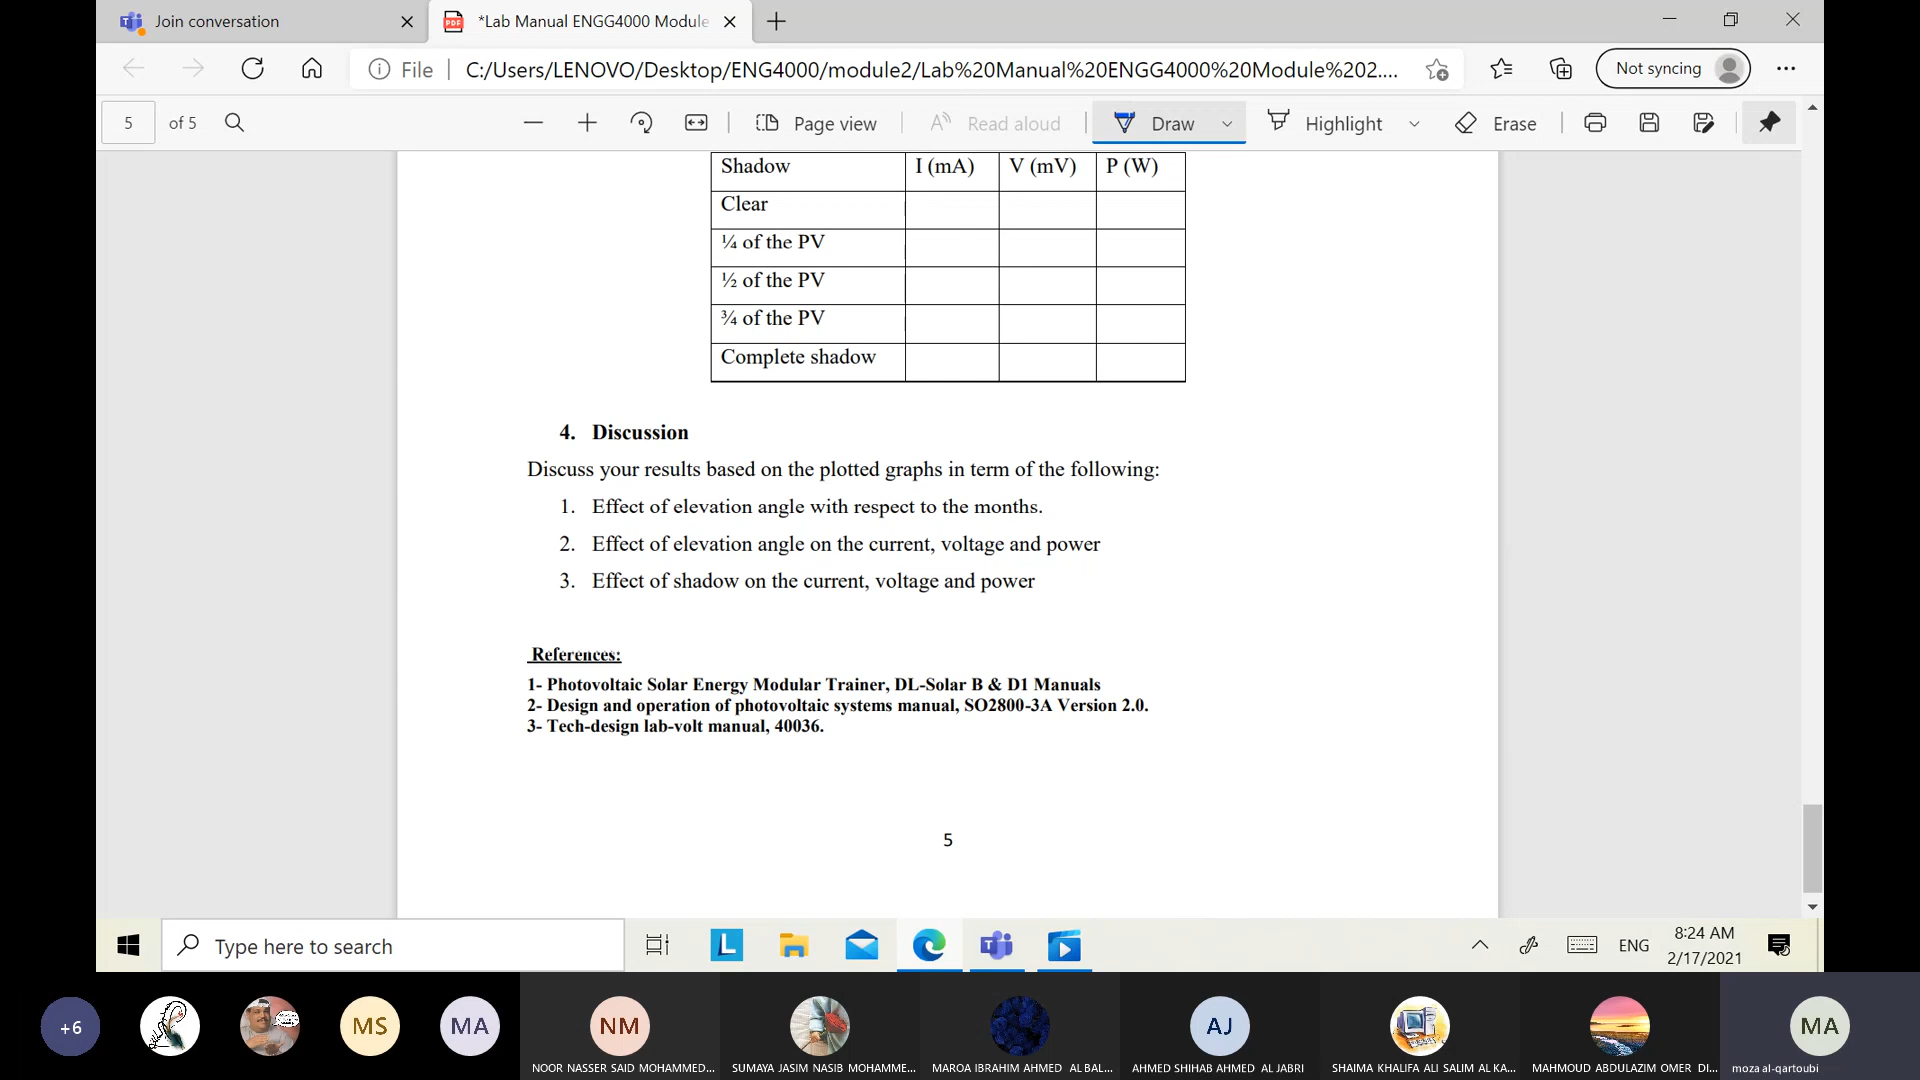 Join conversation
*Lab Manual ENGG4000 Module
File
C:/Users/LENOVO/Desktop/ENG4000/module2/Lab%20Manual%20ENGG4000%20Module%202....
Not syncing
5 of 5
Page view
Read aloud
Draw
Highlight
Erase
Shadow I (mA) V (mV) P (W)
Clear
¼ of the PV
½ of the PV
¾ of the PV
Complete shadow
4. Discussion
Discuss your results based on the plotted graphs in term of the following:
1. Effect of elevation angle with respect to the months.
2. Effect of elevation angle on the current, voltage and power
3. Effect of shadow on the current, voltage and power
References:
1- Photovoltaic Solar Energy Modular Trainer, DL-Solar B & D1 Manuals
2- Design and operation of photovoltaic systems manual, SO2800-3A Version 2.0.
3- Tech-design lab-volt manual, 40036.
5
Type here to search
L
ENG
8:24 AM
2/17/2021
+6
MS
MA
NM
AJ
MA
NOOR NASSER SAID MOHAMMED...
SUMAYA JASIM NASIB MOHAMME...
MAROA IBRAHIM AHMED AL BAL...
AHMED SHIHAB AHMED AL JABRI
SHAIMA KHALIFA ALI SALIM AL KA...
MAHMOUD ABDULAZIM OMER DI...
moza al-qartoubi